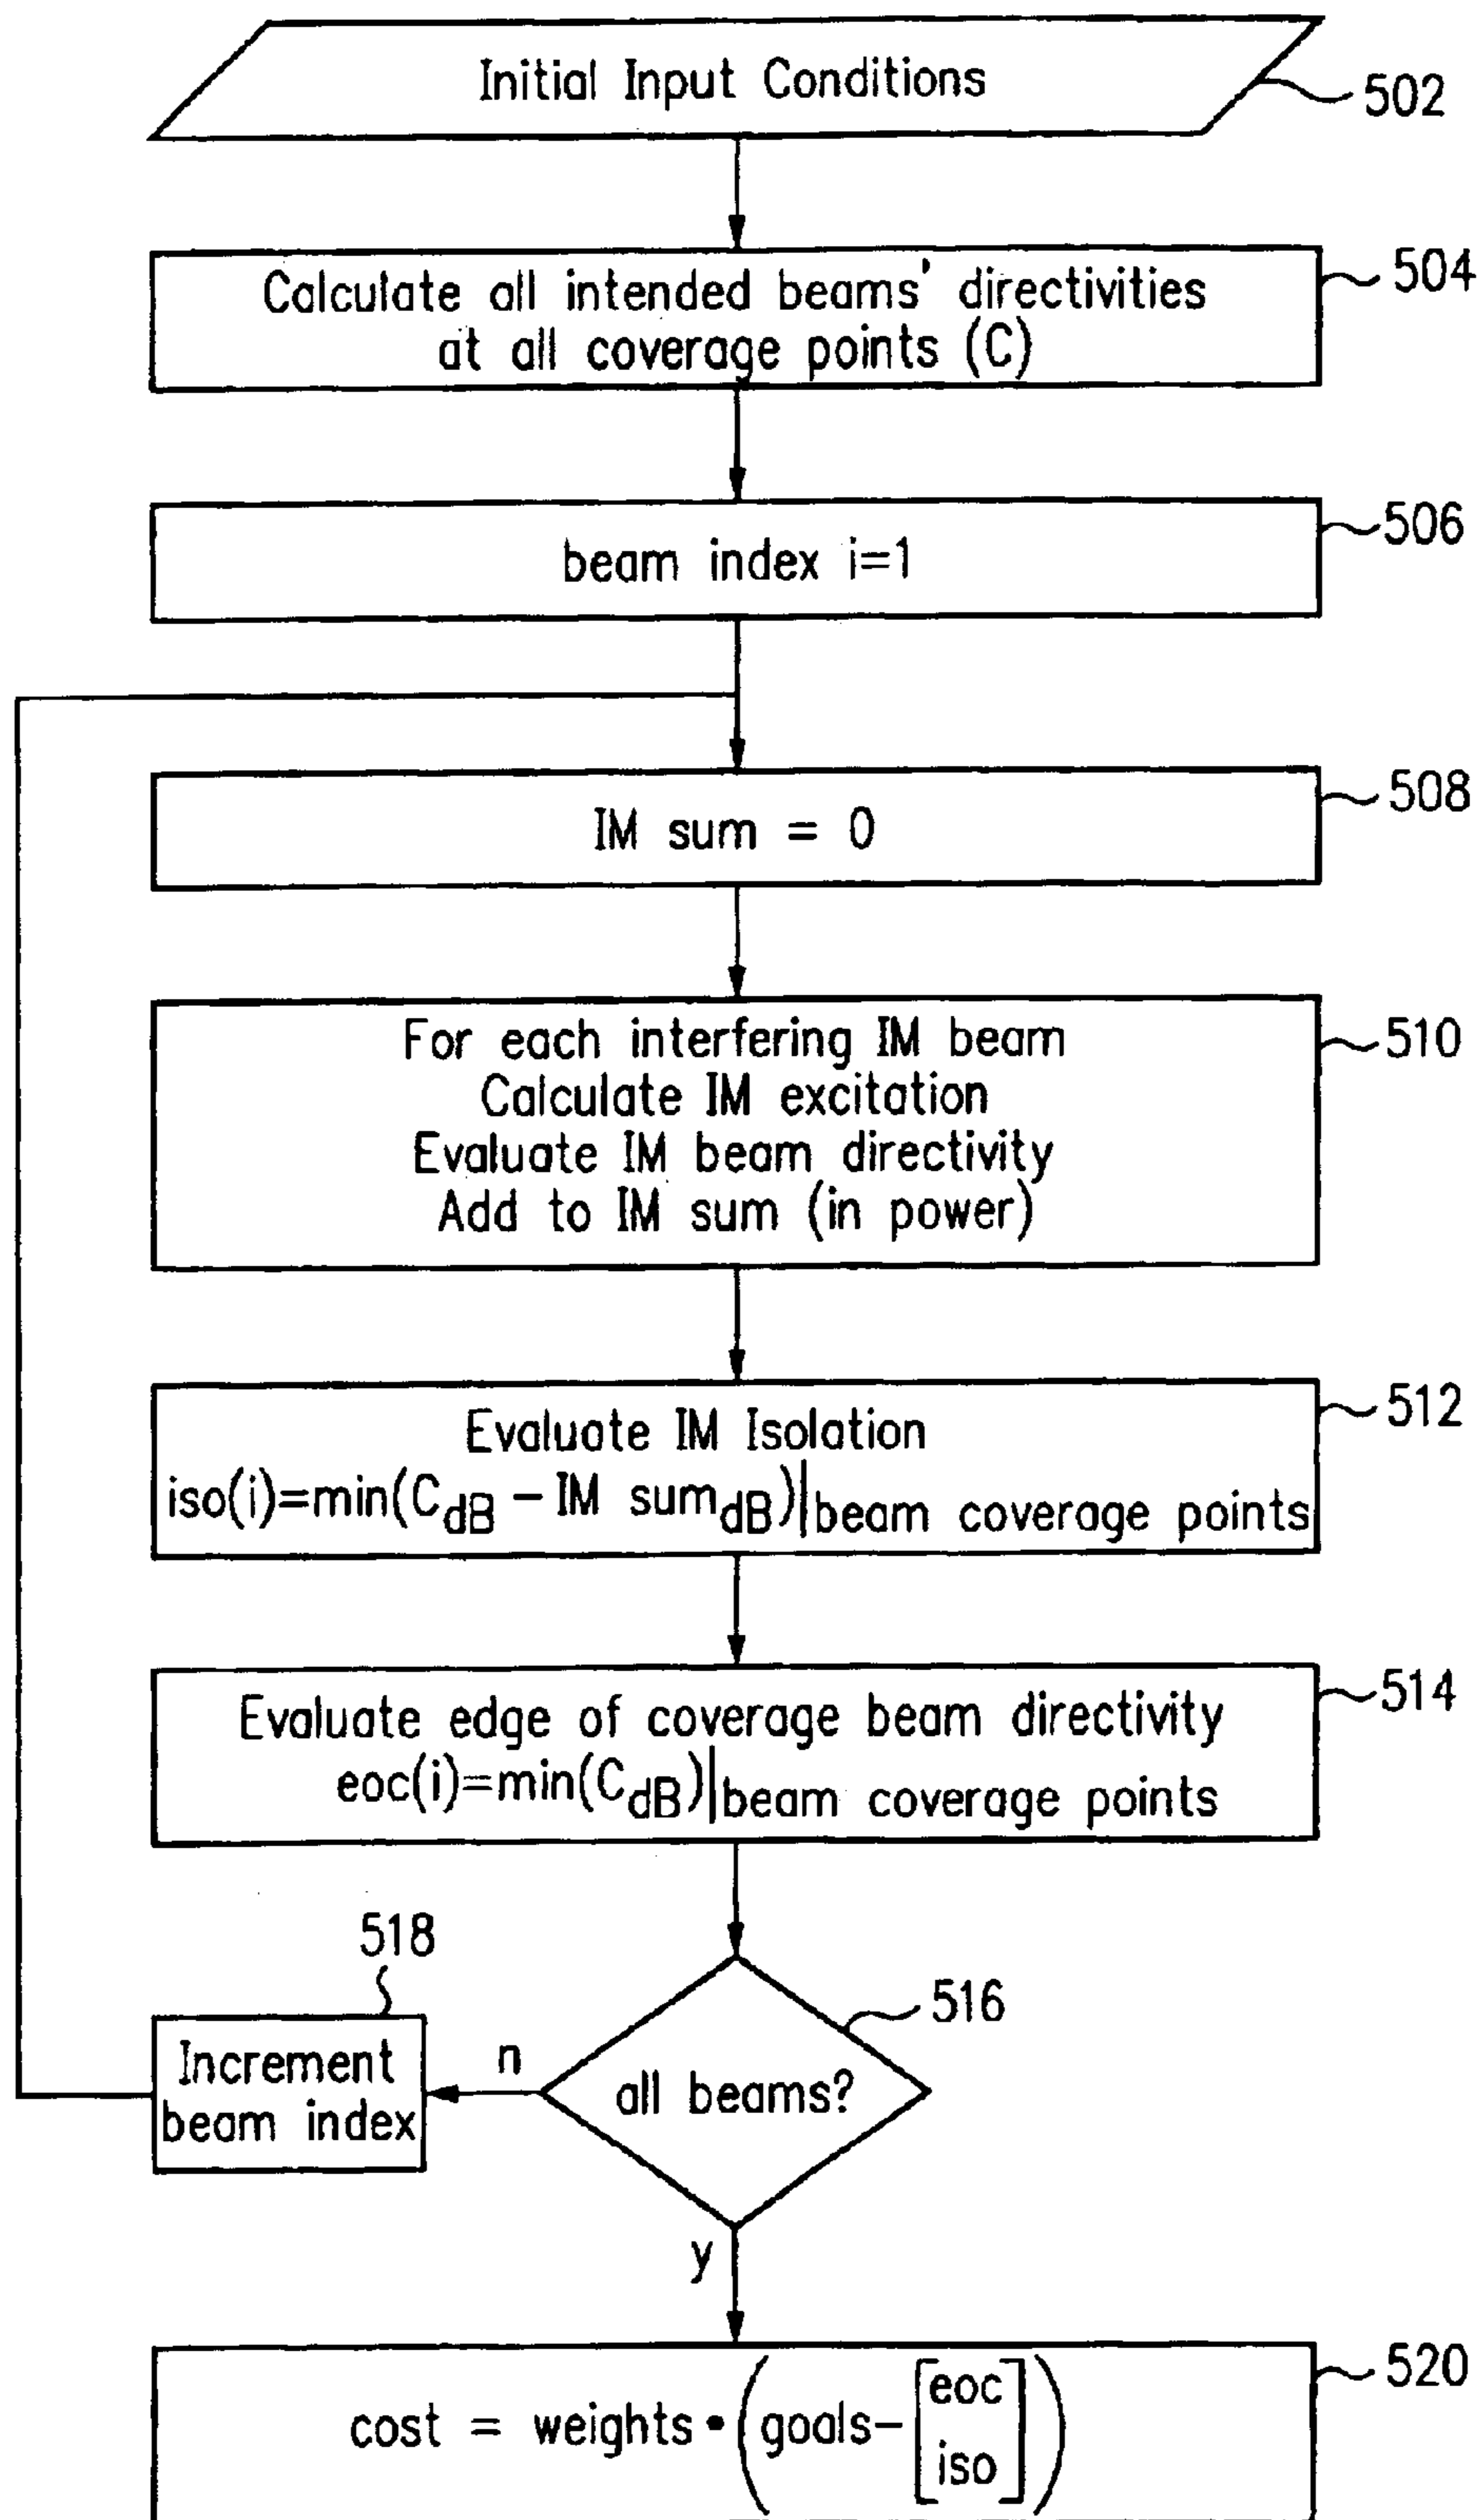 Initial Input Conditions
502
Calculate all intended beams' directivities
at all coverage points (C)
504
beam index i=1
506
IM sum = 0
508
For each interfering IM beam
Calculate IM excitation
Evaluate IM beam directivity
Add to IM sum (in power)
510
Evaluate IM Isolation
iso(i)=min(CdB – IM sumdB)|beam coverage points
512
Evaluate edge of coverage beam directivity
eoc(i)=min(CdB)|beam coverage points
514
518
516
Increment
beam index
n
all beams?
y
520
cost = weights•(goals–[eoc
iso])